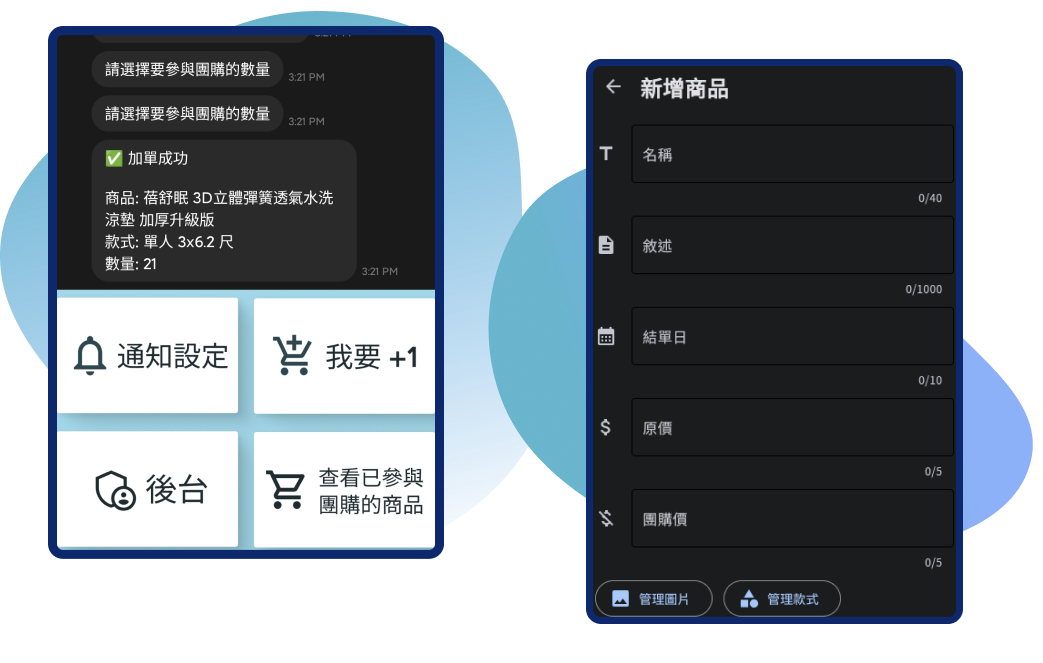 請選擇要參與團購的數量
3:21 PM
請選擇要參與團購的數量
3:21 PM
✅ 加單成功
商品: 蓓舒眠 3D立體彈簧透氣水洗
涼墊 加厚升級版
款式: 單人 3x6.2 尺
數量: 21
3:21 PM
通知設定
我要 +1
後台
查看已參與
團購的商品
新增商品
名稱
0/40
敘述
0/1000
結單日
0/10
原價
0/5
團購價
0/5
管理圖片
管理款式